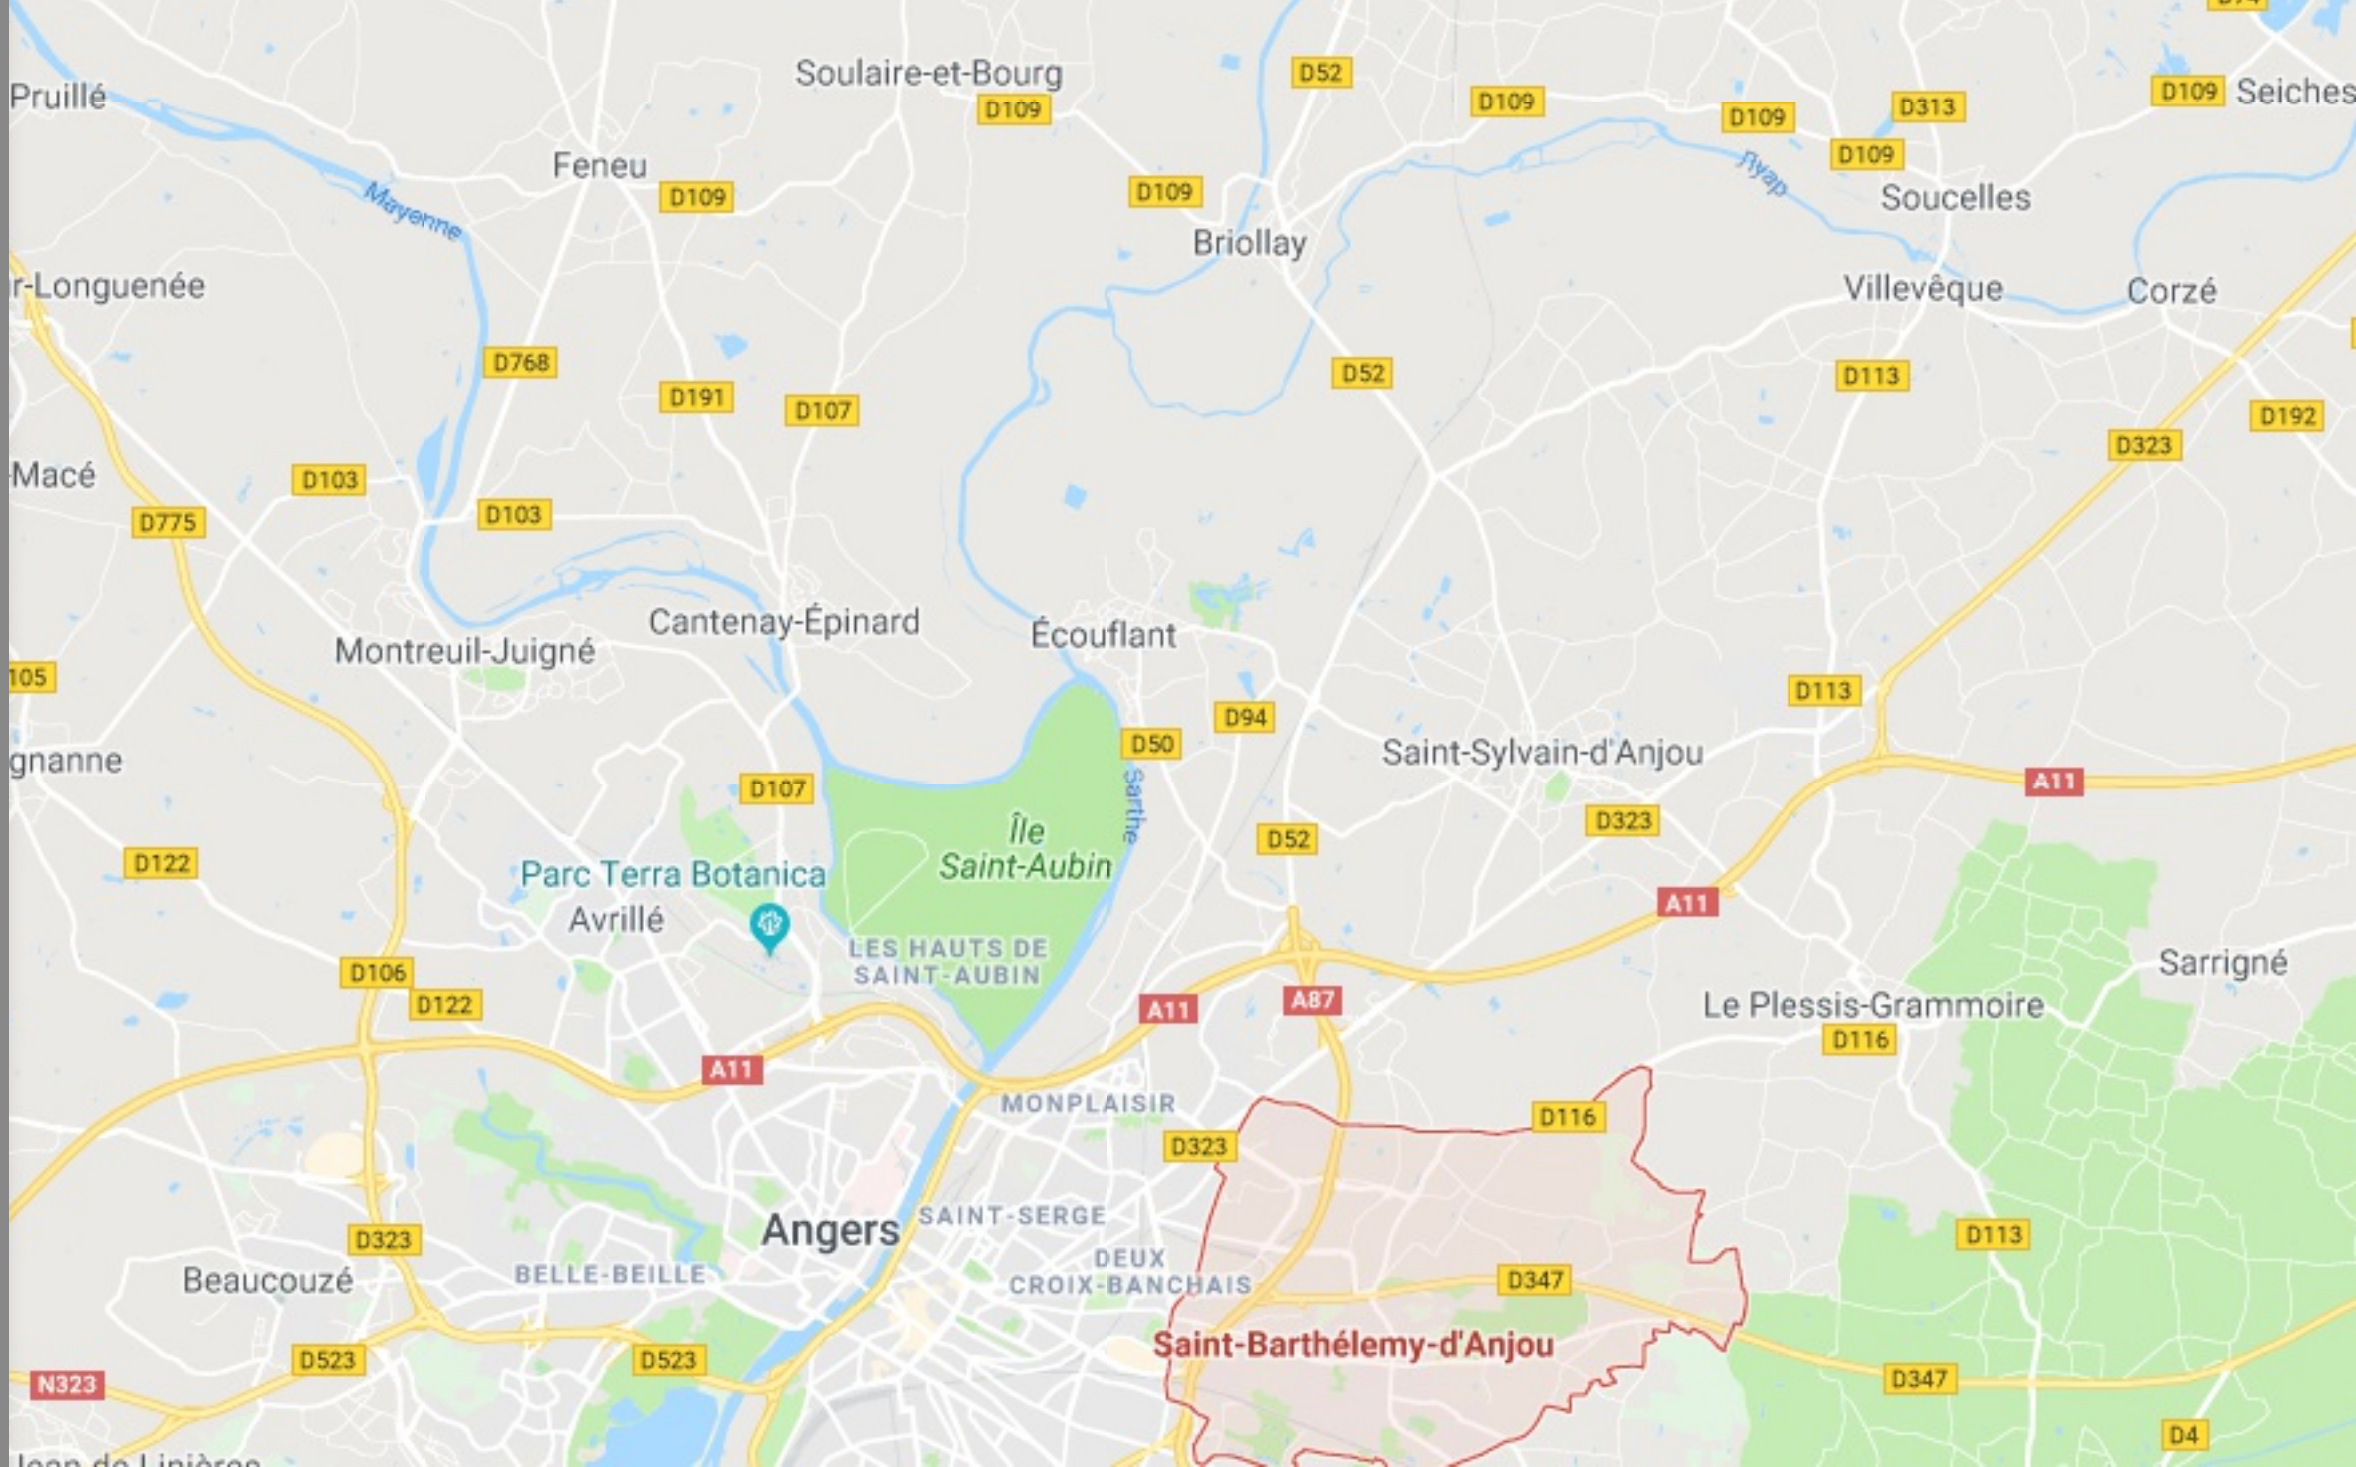 D52
Soulaire-et-Bourg
D109
D109
D109
D313
D109
Seiches
Pruillé
Feneu
D109
D109
D109
Луар
Soucelles
Mayenne
Briollay
r-Longuenée
Villevêque
Corzé
D768
D52
D113
D191
D107
D192
D323
-Macé
D103
D103
D775
Cantenay-Épinard
Écouflant
Montreuil-Juigné
105
D113
D94
D50
Saint-Sylvain-d'Anjou
gnanne
A11
D107
Sarthe
D323
Île
Saint-Aubin
D52
D122
Parc Terra Botanica
Avrillé
A11
LES HAUTS DE
SAINT-AUBIN
Sarrigné
D106
D122
A11
A87
Le Plessis-Grammoire
D116
A11
MONPLAISIR
D116
D323
Angers
SAINT-SERGE
D323
D113
BELLE-BEILLE
DEUX
CROIX-BANCHAIS
Beaucouzé
D347
Saint-Barthélemy-d'Anjou
D523
D523
N323
D347
D4